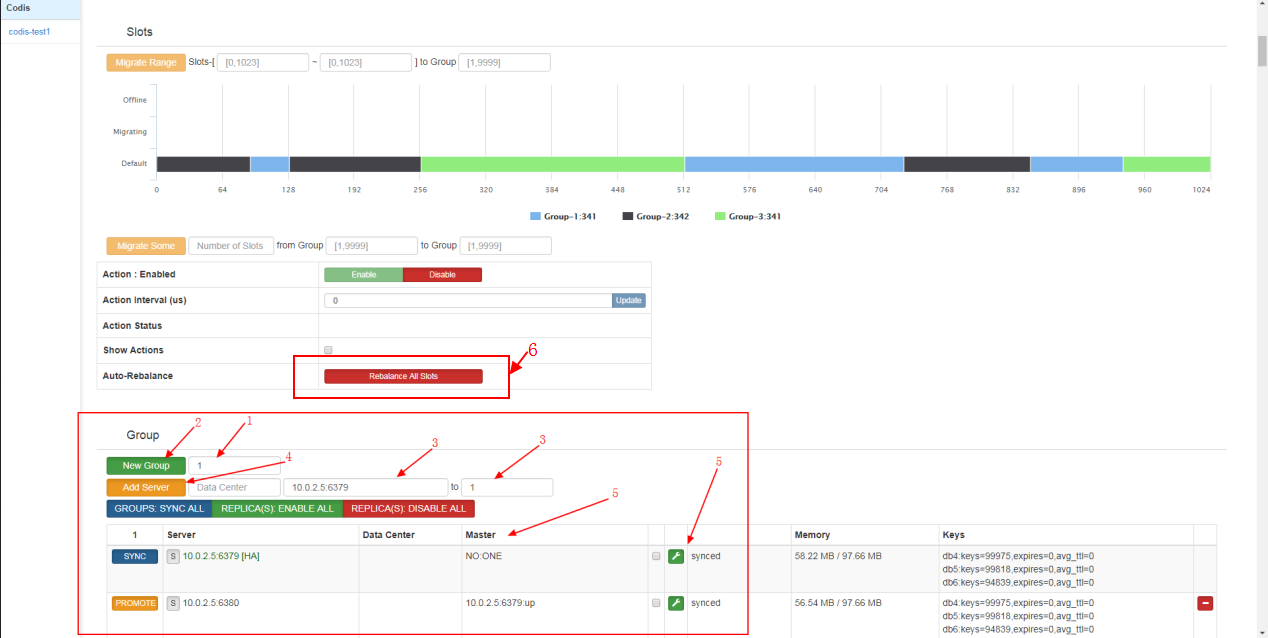 Codis
codis-test1
Slots
Migrate Range Slots-[ [0,1023] ~ [0,1023] ] to Group [1,9999]
Offline
Migrating
Default
0 64 128 192 256 320 384 448 512 576 640 704 768 832 896 960 1024
Group-1:341 Group-2:342 Group-3:341
Migrate Some Number of Slots from Group [1,9999] to Group [1,9999]
Action : Enabled Enable Disable
Action Interval (us) 0 Update
Action Status
Show Actions
6
Auto-Rebalance Rebalance All Slots
Group
2 1
3 3
New Group 1
4 5
Add Server Data Center 10.0.2.5:6379 to 1
5
GROUPS: SYNC ALL REPLICA(S): ENABLE ALL REPLICA(S): DISABLE ALL
1 Server Data Center Master Memory Keys
SYNC S 10.0.2.5:6379 [HA] NO:ONE synced 58.22 MB / 97.66 MB db4:keys=99975,expires=0,avg_ttl=0
db5:keys=99818,expires=0,avg_ttl=0
db6:keys=94839,expires=0,avg_ttl=0
PROMOTE S 10.0.2.5:6380 10.0.2.5:6379:up synced 56.54 MB / 97.66 MB db4:keys=99975,expires=0,avg_ttl=0
db5:keys=99818,expires=0,avg_ttl=0
db6:keys=94839,expires=0,avg_ttl=0